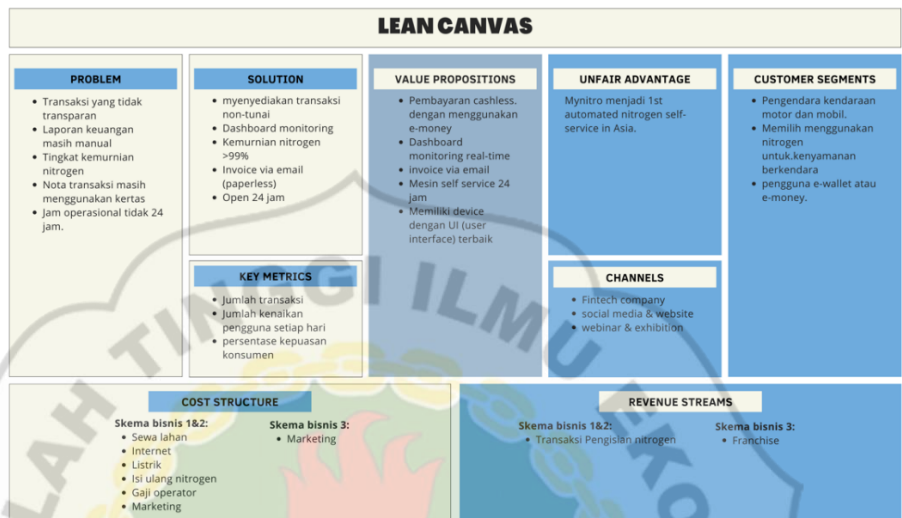 LEAN CANVAS
PROBLEM
• Transaksi yang tidak
transparan
• Laporan keuangan
masih manual
• Tingkat kemurnian
nitrogen
• Nota transaksi masih
menggunakan kertas
• Jam operasional tidak 24
jam.
SOLUTION
• myenyediakan transaksi
non-tunai
• Dashboard monitoring
• Kemurnian nitrogen
>99%
• Invoice via email
(paperless)
• Open 24 jam
KEY METRICS
• Jumlah transaksi
• Jumlah kenaikan
pengguna setiap hari
• persentase kepuasan
konsumen
VALUE PROPOSITIONS
• Pembayaran cashless.
dengan menggunakan
e-money
• Dashboard
monitoring real-time
• invoice via email
• Mesin self service 24
jam
• Memiliki device
dengan UI (user
interface) terbaik
UNFAIR ADVANTAGE
Mynitro menjadi 1st
automated nitrogen self-
service in Asia.
CHANNELS
• Fintech company
• social media & website
• webinar & exhibition
CUSTOMER SEGMENTS
• Pengendara kendaraan
motor dan mobil.
• Memilih menggunakan
nitrogen
untuk.kenyamanan
berkendara
• pengguna e-wallet atau
e-money.
COST STRUCTURE
Skema bisnis 1&2:
• Sewa lahan
• Internet
• Listrik
• Isi ulang nitrogen
• Gaji operator
• Marketing
Skema bisnis 3:
• Marketing
REVENUE STREAMS
Skema bisnis 1&2:
• Transaksi Pengisian nitrogen
Skema bisnis 3:
• Franchise
LAH TINGGI ILMU EKO